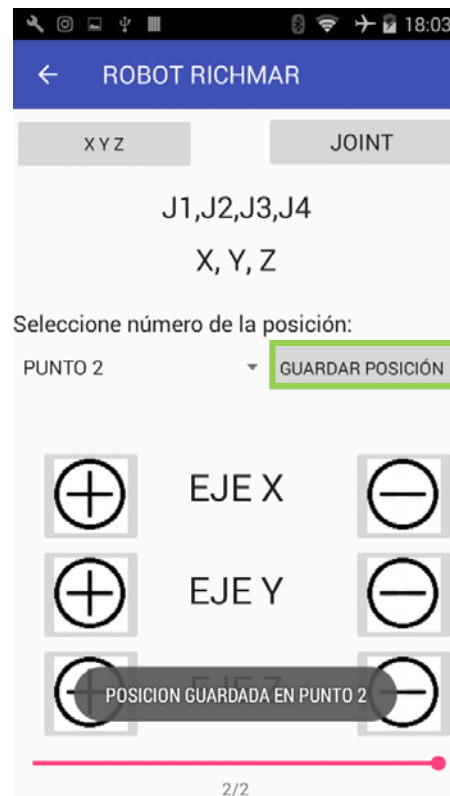 18:03
ROBOT RICHMAR
X Y Z
JOINT
J1,J2,J3,J4
X, Y, Z
Seleccione número de la posición:
PUNTO 2
GUARDAR POSICIÓN
EJE X
EJE Y
POSICION GUARDADA EN PUNTO 2
2/2